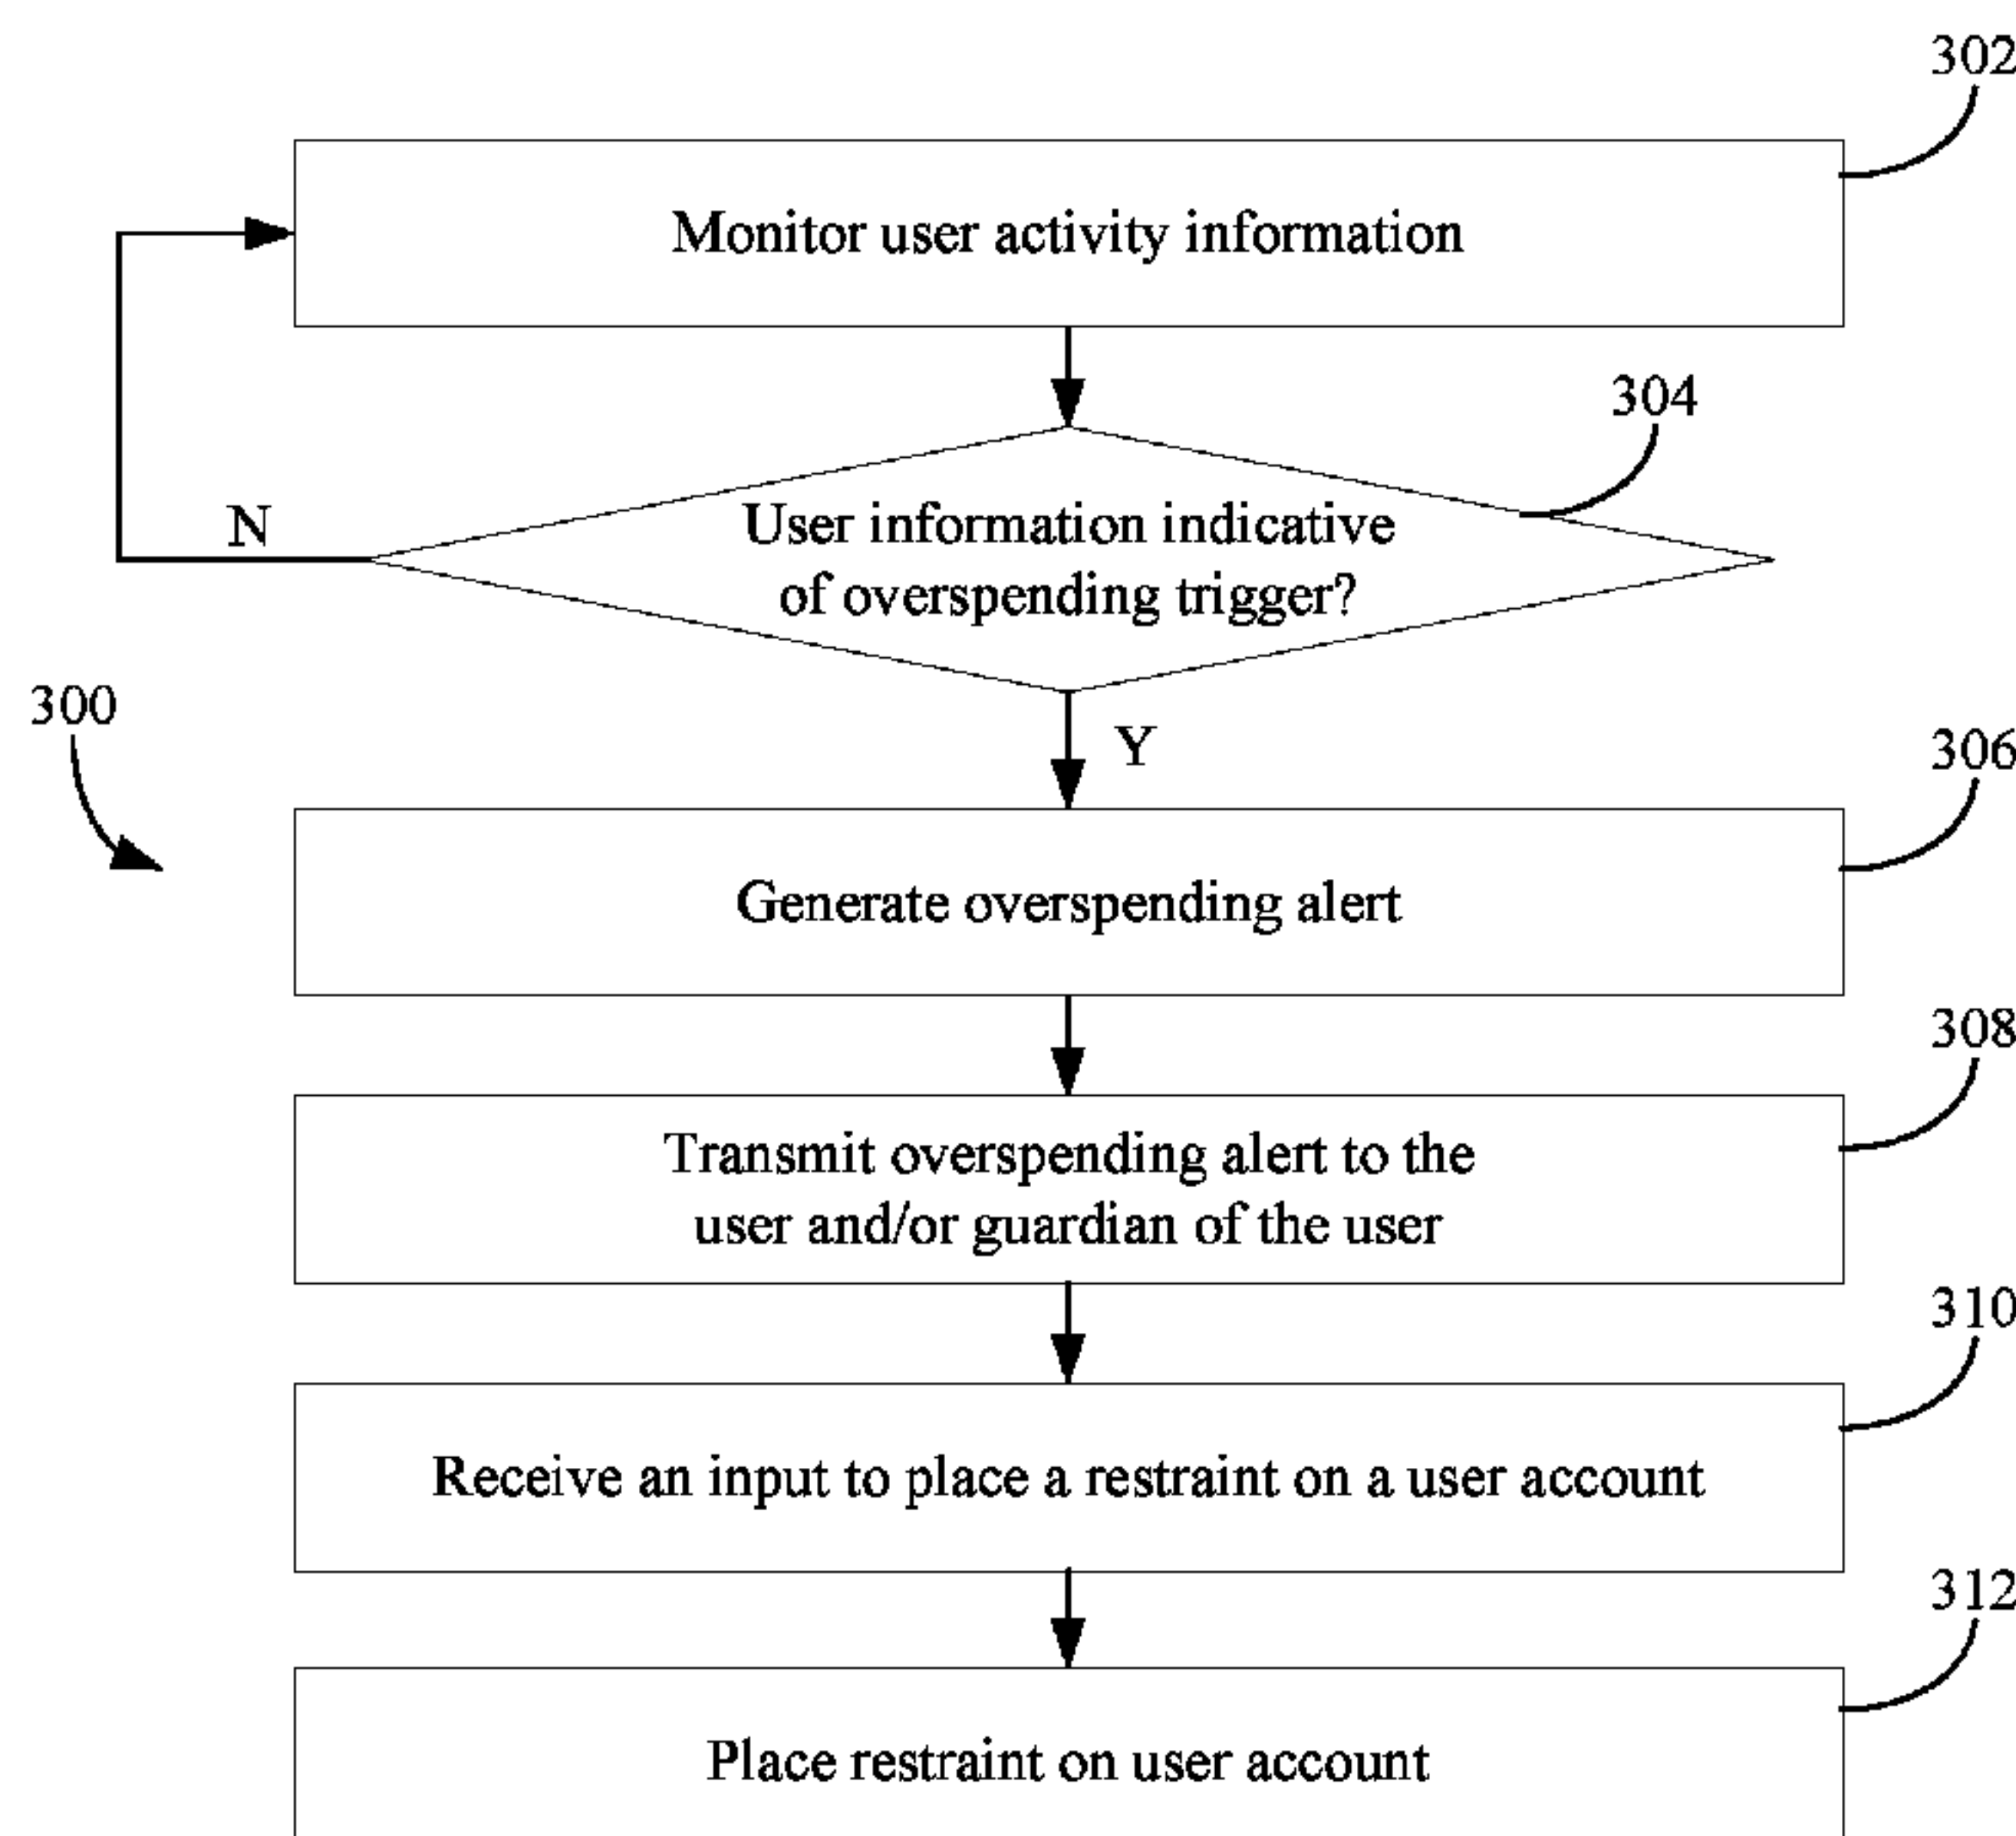 302
Monitor user activity information
304
User information indicative
of overspending trigger?
N
300
Y
306
Generate overspending alert
308
Transmit overspending alert to the
user and/or guardian of the user
310
Receive an input to place a restraint on a user account
312
Place restraint on user account